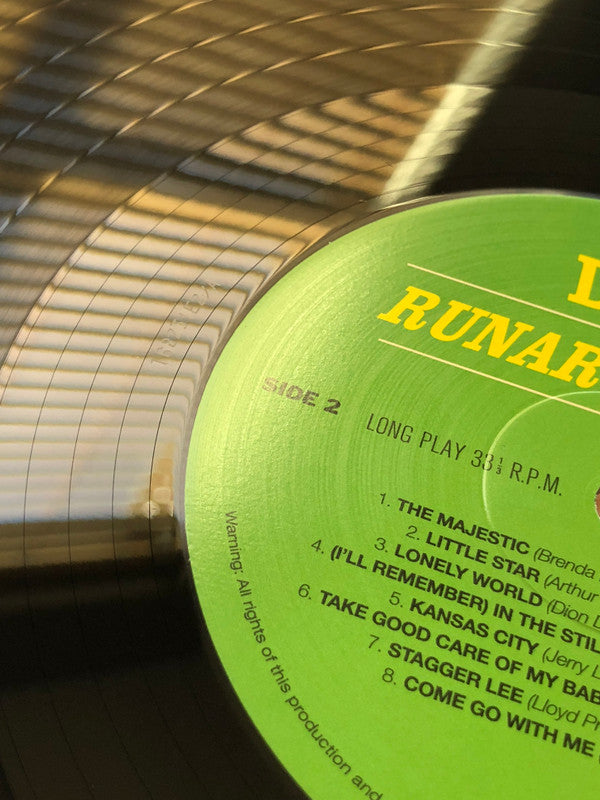 D
RUNAR
SIDE 2
LONG PLAY 33⅓ R.P.M.
1. THE MAJESTIC (Brenda
2. LITTLE STAR (Arthur
3. LONELY WORLD (Dion D
4. (I'LL REMEMBER) IN THE STIL
5. KANSAS CITY (Jerry L
6. TAKE GOOD CARE OF MY BAB
7. STAGGER LEE (Lloyd Pr
8. COME GO WITH ME
Warning: All rights of this production and